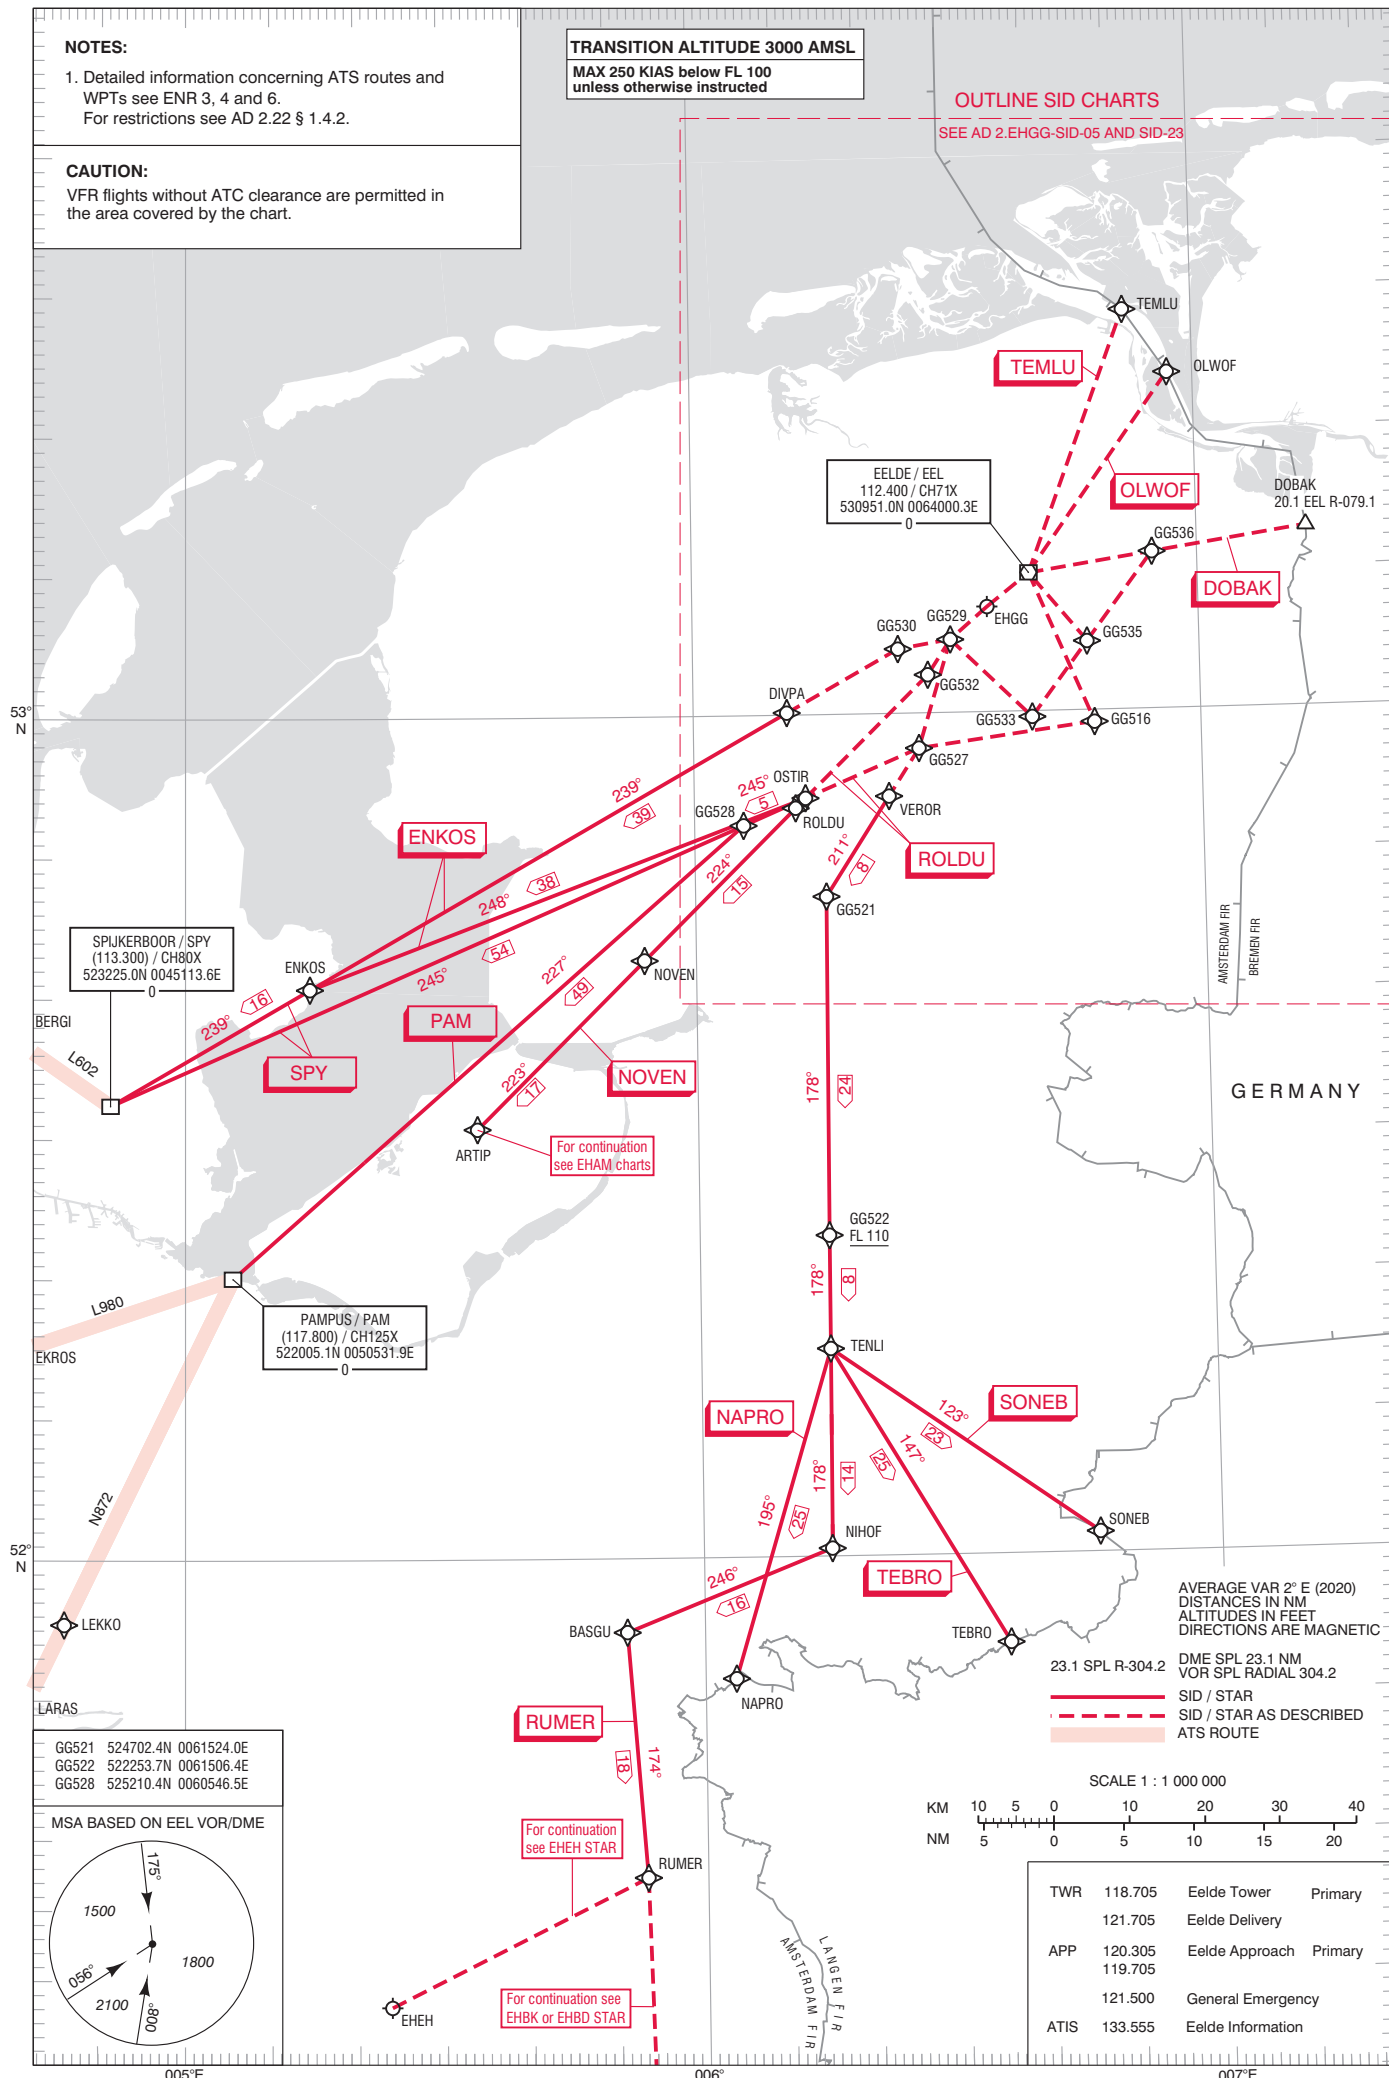 NOTES:
1. Detailed information concerning ATS routes and
WPTs see ENR 3, 4 and 6.
For restrictions see AD 2.22 § 1.4.2.
CAUTION:
VFR flights without ATC clearance are permitted in
the area covered by the chart.
TRANSITION ALTITUDE 3000 AMSL
MAX 250 KIAS below FL 100
unless otherwise instructed
OUTLINE SID CHARTS
SEE AD 2.EHGG-SID-05 AND SID-23
TEMLU
TEMLU
OLWOF
EELDE / EEL
112.400 / CH71X
530951.0N 0064000.3E
0
OLWOF
DOBAK
20.1 EEL R-079.1
GG536
DOBAK
EHGG
GG529
GG530
GG535
GG532
DIVPA
53°
N
GG533
GG516
GG527
OSTIR
245°
5
239°
39
GG528
ROLDU
VEROR
ENKOS
ROLDU
211°
8
224°
15
38
248°
GG521
AMSTERDAM FIR
BREMEN FIR
SPIJKERBOOR / SPY
(113.300) / CH80X
523225.0N 0045113.6E
0
54
245°
ENKOS
227°
49
NOVEN
16
239°
BERGI
L602
PAM
SPY
NOVEN
223°
17
178°
24
GERMANY
ARTIP
For continuation
see EHAM charts
GG522
FL 110
178°
8
L980
EKROS
PAMPUS / PAM
(117.800) / CH125X
522005.1N 0050531.9E
0
TENLI
NAPRO
SONEB
123°
23
147°
25
178°
14
195°
25
N872
NIHOF
SONEB
52°
N
246°
16
TEBRO
LEKKO
BASGU
TEBRO
NAPRO
AVERAGE VAR 2° E (2020)
DISTANCES IN NM
ALTITUDES IN FEET
DIRECTIONS ARE MAGNETIC
23.1 SPL R-304.2 DME SPL 23.1 NM
VOR SPL RADIAL 304.2
SID / STAR
SID / STAR AS DESCRIBED
ATS ROUTE
LARAS
RUMER
18
174°
GG521 524702.4N 0061524.0E
GG522 522253.7N 0061506.4E
GG528 525210.4N 0060546.5E
SCALE 1 : 1 000 000
KM 10 5 0 10 20 30 40
NM 5 0 5 10 15 20
MSA BASED ON EEL VOR/DME
175°
1500
1800
056°
2100
008°
For continuation
see EHEH STAR
RUMER
EHEH
For continuation see
EHBK or EHBD STAR
AMSTERDAM FIR
LANGEN FIR
TWR 118.705 Eelde Tower Primary
121.705 Eelde Delivery
APP 120.305 Eelde Approach Primary
119.705
121.500 General Emergency
ATIS 133.555 Eelde Information
005°E
006°
007°E